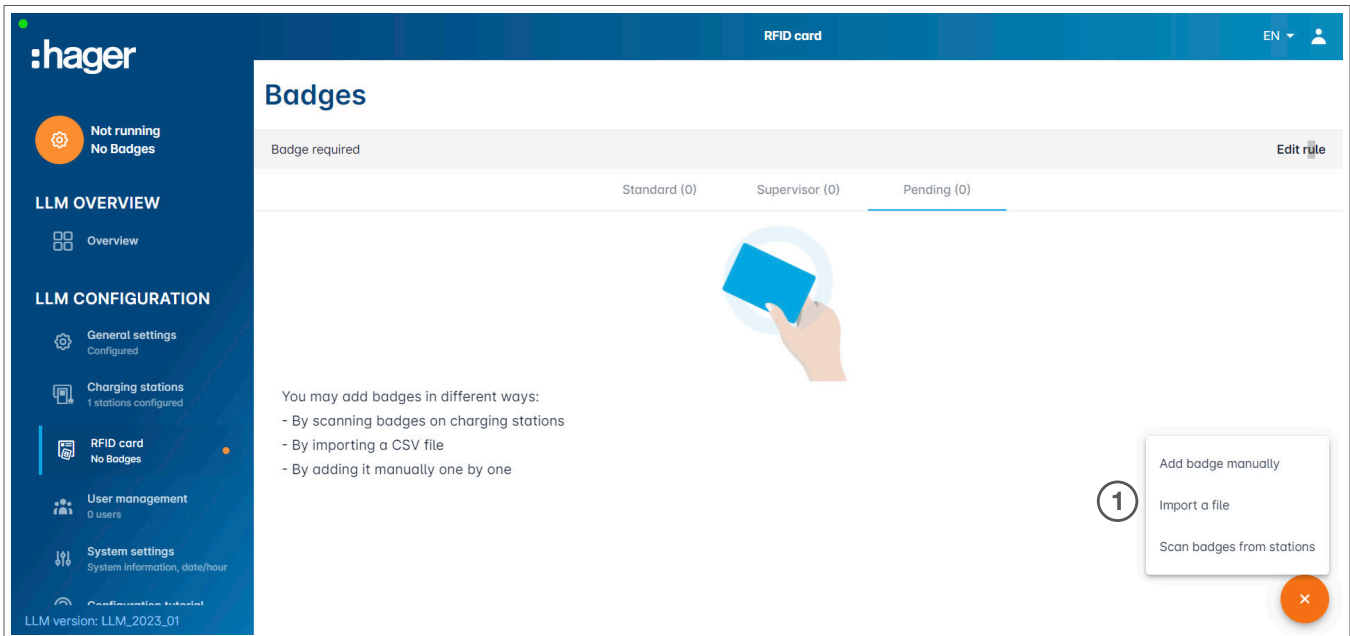 :hager
RFID card
EN
Not running
No Badges
LLM OVERVIEW
Overview
LLM CONFIGURATION
General settings
Configured
Charging stations
1 stations configured
RFID card
No Badges
User management
0 users
System settings
System information, date/hour
Configuration tutorial
LLM version: LLM_2023_01
Badges
Badge required
Edit rule
Standard (0) Supervisor (0) Pending (0)
You may add badges in different ways:
- By scanning badges on charging stations
- By importing a CSV file
- By adding it manually one by one
Add badge manually
1 Import a file
Scan badges from stations